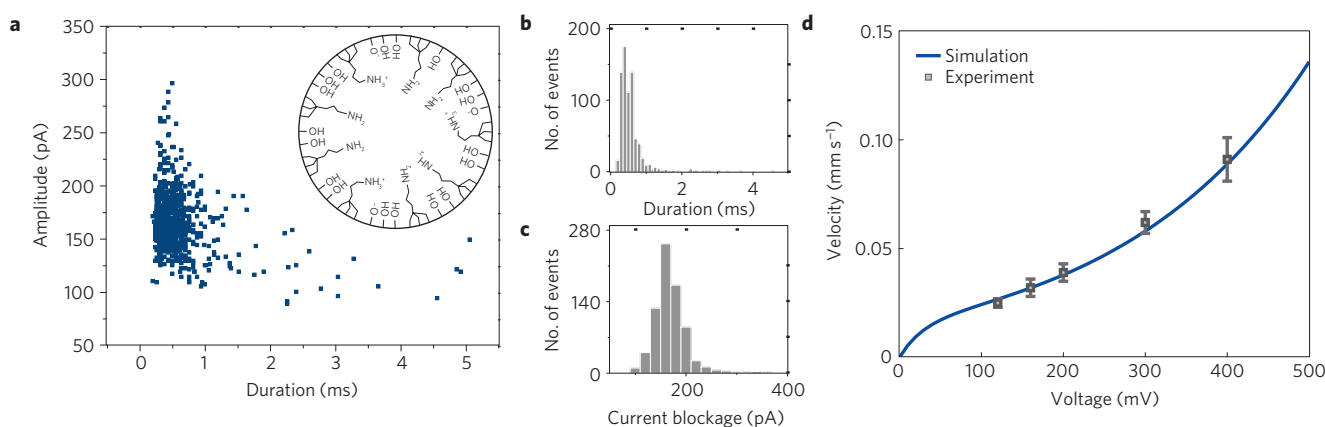 a
350
300
250
200
150
100
50
Amplitude (pA)
0
1
2
3
4
5
Duration (ms)
OH
OH
HO
O⁻
NH₃⁺
NH₂
b
200
100
0
No. of events
0
2
4
Duration (ms)
c
280
140
0
No. of events
200
400
Current blockage (pA)
d
0.15
0.10
0.05
0
Velocity (mm s⁻¹)
Simulation
Experiment
0
100
200
300
400
500
Voltage (mV)